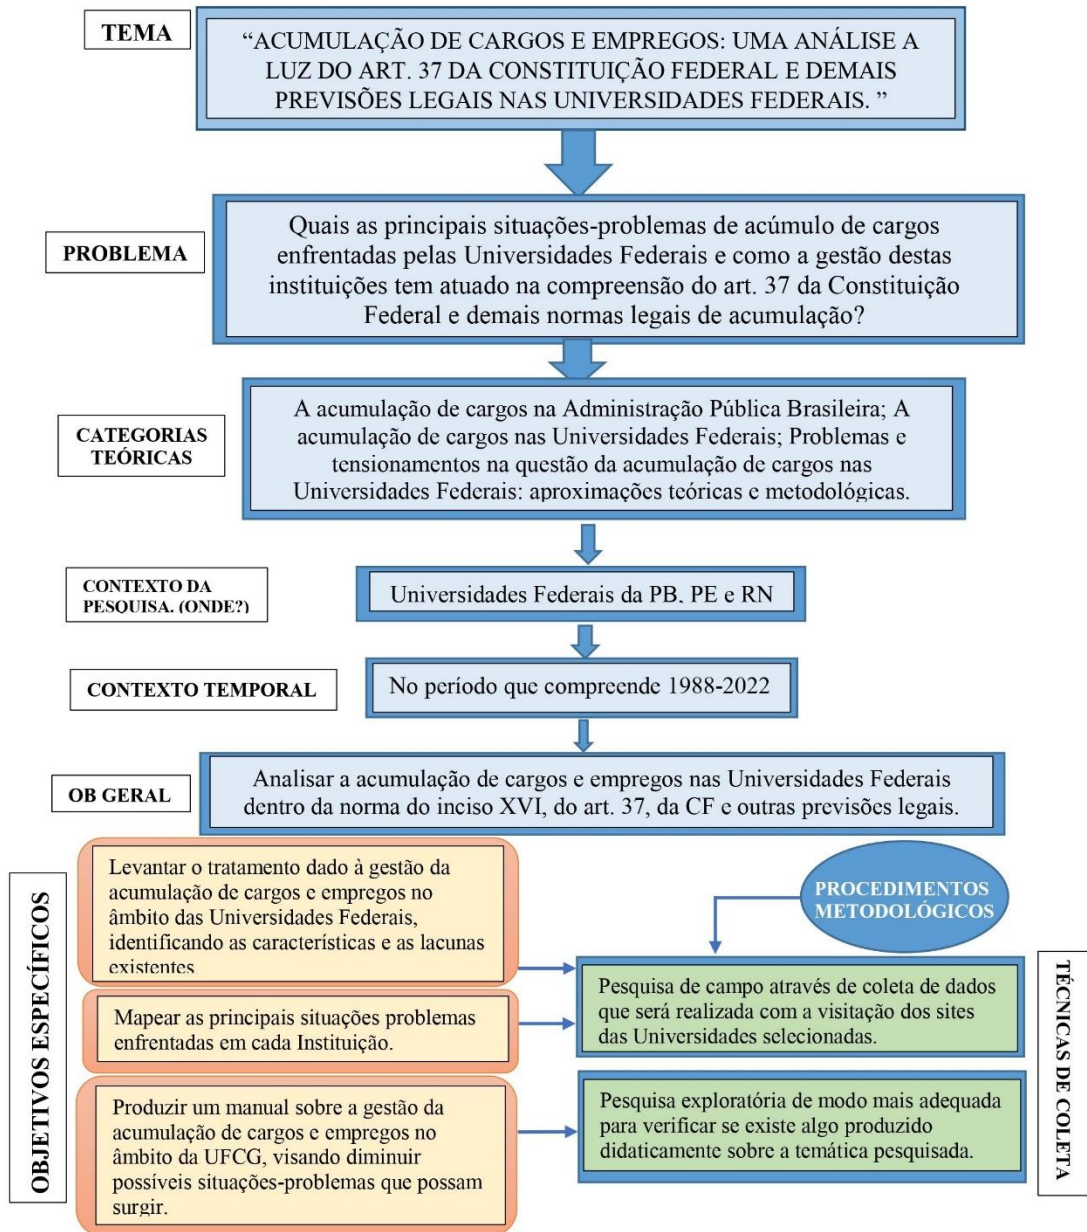 TEMA
“ACUMULAÇÃO DE CARGOS E EMPREGOS: UMA ANÁLISE A
LUZ DO ART. 37 DA CONSTITUIÇÃO FEDERAL E DEMAIS
PREVISÕES LEGAIS NAS UNIVERSIDADES FEDERAIS. ”
PROBLEMA
Quais as principais situações-problemas de acúmulo de cargos
enfrentadas pelas Universidades Federais e como a gestão destas
instituições tem atuado na compreensão do art. 37 da Constituição
Federal e demais normas legais de acumulação?
CATEGORIAS
TEÓRICAS
A acumulação de cargos na Administração Pública Brasileira; A
acumulação de cargos nas Universidades Federais; Problemas e
tensionamentos na questão da acumulação de cargos nas
Universidades Federais: aproximações teóricas e metodológicas.
CONTEXTO DA
PESQUISA. (ONDE?)
Universidades Federais da PB, PE e RN
CONTEXTO TEMPORAL
No período que compreende 1988-2022
OB GERAL
Analisar a acumulação de cargos e empregos nas Universidades Federais
dentro da norma do inciso XVI, do art. 37, da CF e outras previsões legais.
OBJETIVOS ESPECÍFICOS
Levantar o tratamento dado à gestão da
acumulação de cargos e empregos no
âmbito das Universidades Federais,
identificando as características e as lacunas
existentes.
Mapear as principais situações problemas
enfrentadas em cada Instituição.
Produzir um manual sobre a gestão da
acumulação de cargos e empregos no
âmbito da UFCG, visando diminuir
possíveis situações-problemas que possam
surgir.
PROCEDIMENTOS
METODOLÓGICOS
Pesquisa de campo através de coleta de dados
que será realizada com a visitação dos sites
das Universidades selecionadas.
Pesquisa exploratória de modo mais adequada
para verificar se existe algo produzido
didaticamente sobre a temática pesquisada.
TÉCNICAS DE COLETA